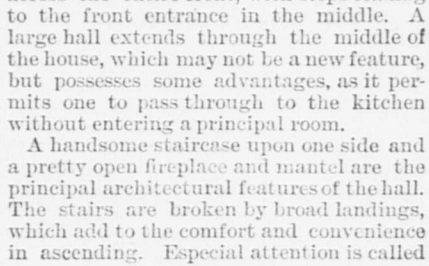 to the front entrance in the middle. A
large hall extends through the middle of
the house, which may not be a new feature,
but possesses some advantages, as it per-
mits one to pass through to the kitchen
without entering a principal room.
A handsome staircase upon one side and
a pretty open fireplace and mantel are the
principal architectural features of the hall.
The stairs are broken by broad landings,
which add to the comfort and convenience
in ascending. Especial attention is called